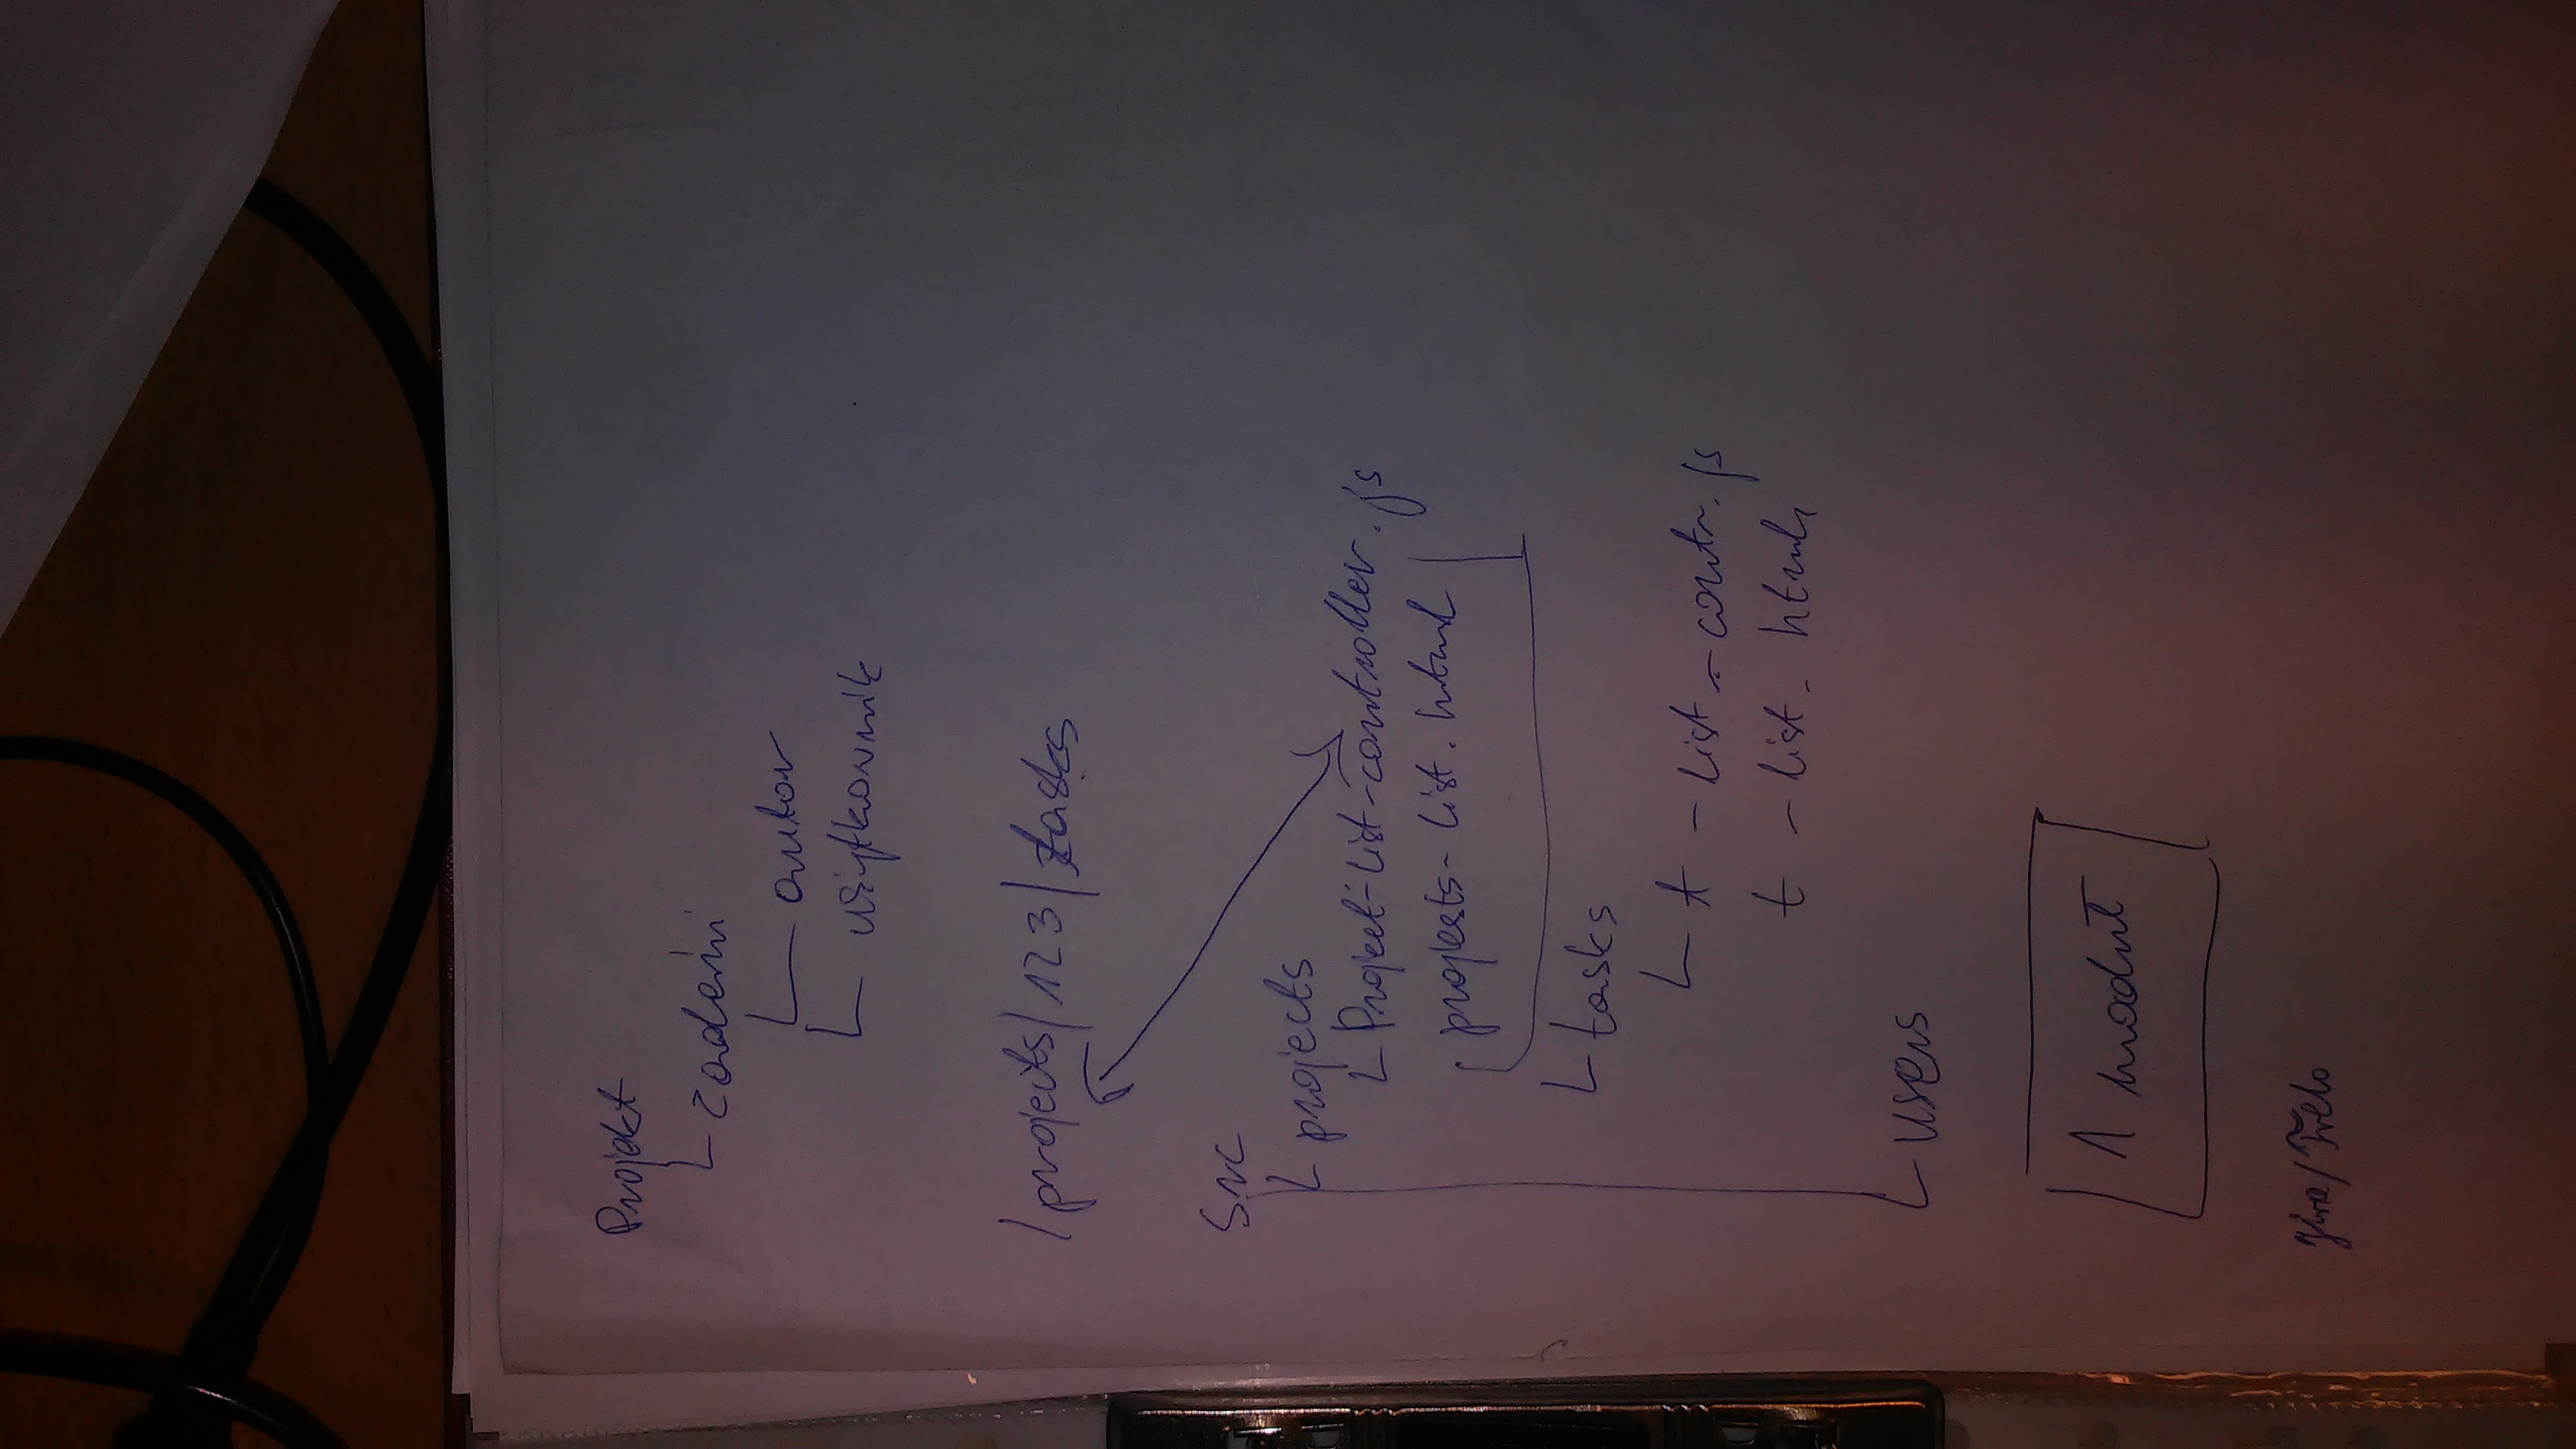 Projekt
zadań
autor
użytkownik
/projects/123/tasks
Src
projects
Project-list-controller.js
projects-list.html
tasks
t - list - contr.js
t - list. html
users
1 moduł
Jira/Trello